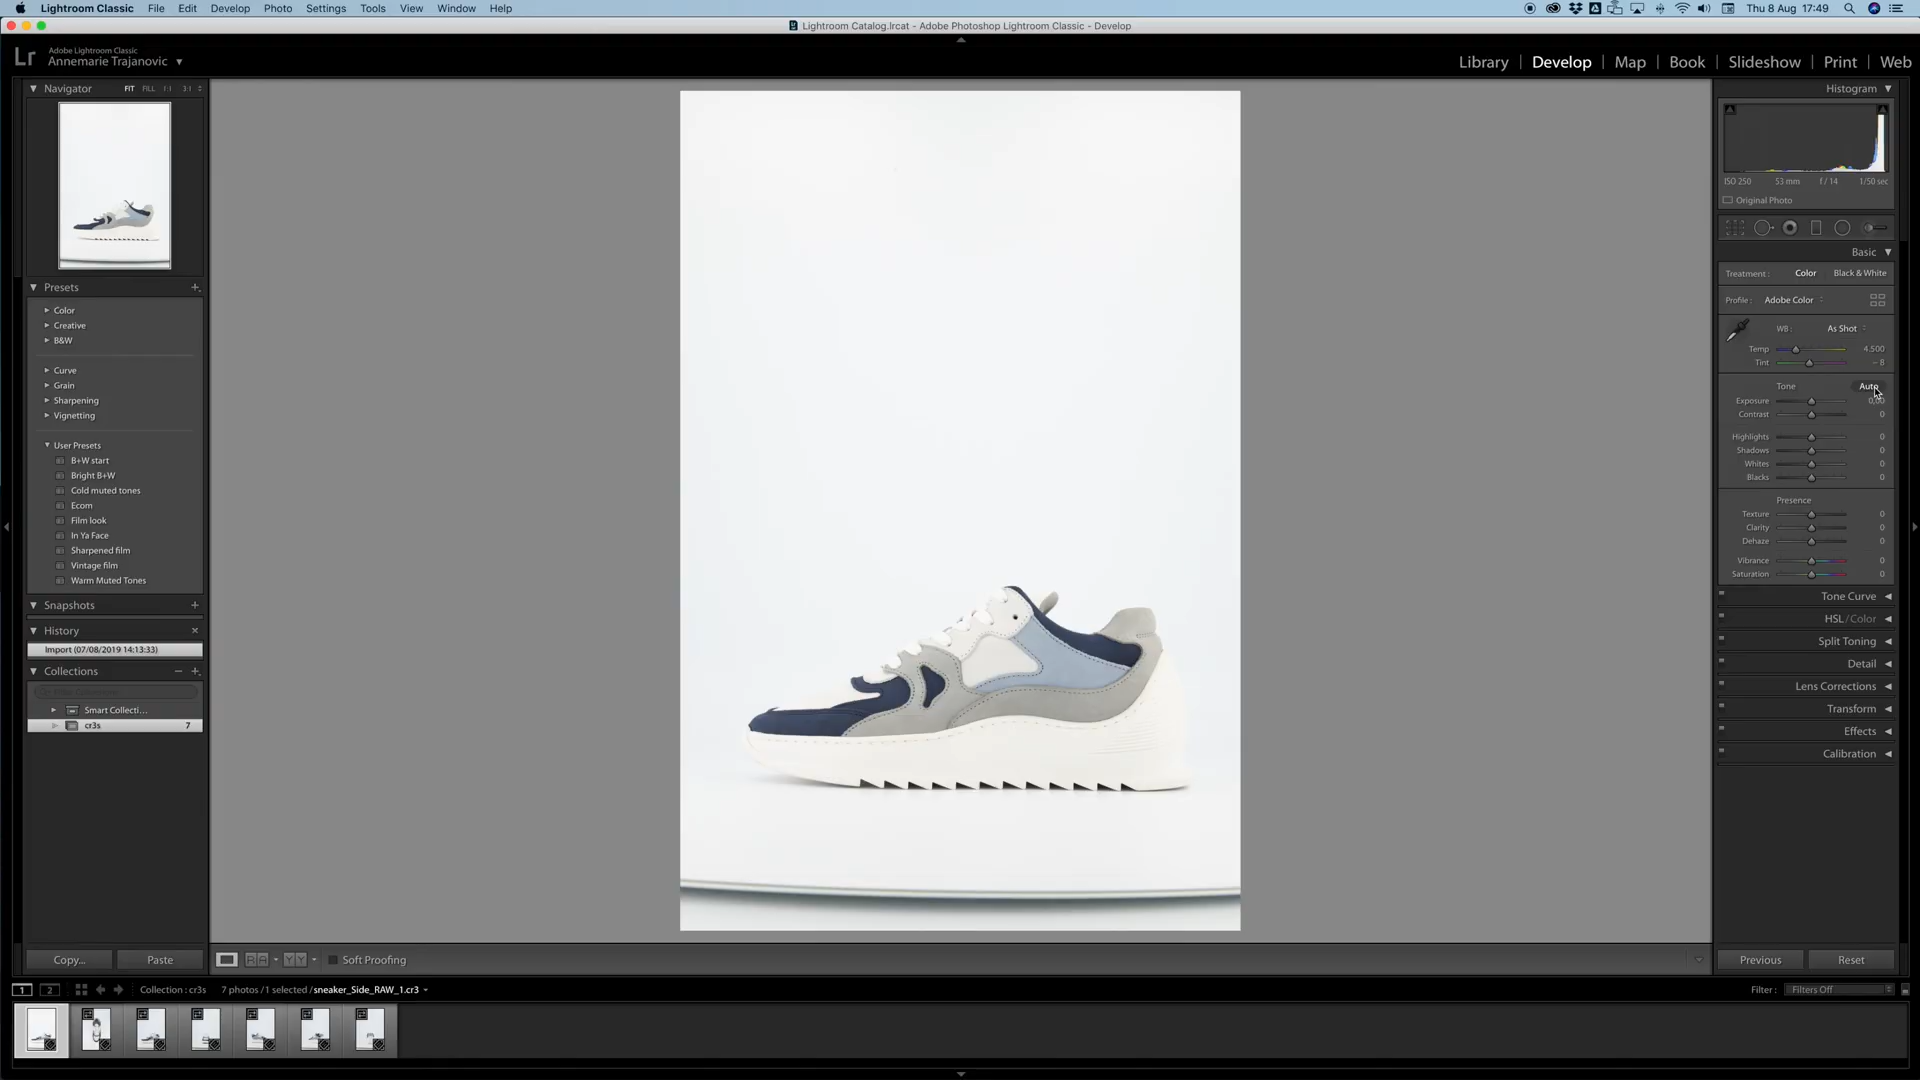 Lightroom Classic File Edit Develop Photo Settings Tools View Window Help Thu 8 Aug 17:49
Lightroom Catalog.lrcat - Adobe Photoshop Lightroom Classic - Develop
Lr Adobe Lightroom Classic
Annemarie Trajanovic
Library | Develop | Map | Book | Slideshow | Print | Web
Navigator FIT FILL 1:1 3:1
Presets
Color
Creative
B&W
Curve
Grain
Sharpening
Vignetting
User Presets
B+W start
Bright B+W
Cold muted tones
Ecom
Film look
In Ya Face
Sharpened film
Vintage film
Warm Muted Tones
Snapshots
History
Import (07/08/2019 14:13:33)
Collections
Smart Collecti...
cr3s 7
Copy... Paste
Soft Proofing
Histogram
ISO 250 53 mm f / 14 1/50 sec
Original Photo
Basic
Treatment : Color Black & White
Profile : Adobe Color
WB : As Shot
Temp 4.500
Tint – 8
Tone Auto
Exposure 0,00
Contrast 0
Highlights 0
Shadows 0
Whites 0
Blacks 0
Presence
Texture 0
Clarity 0
Dehaze 0
Vibrance 0
Saturation 0
Tone Curve
HSL / Color
Split Toning
Detail
Lens Corrections
Transform
Effects
Calibration
Previous Reset
1 2 Collection : cr3s 7 photos / 1 selected / sneaker_Side_RAW_1.cr3 Filter : Filters Off